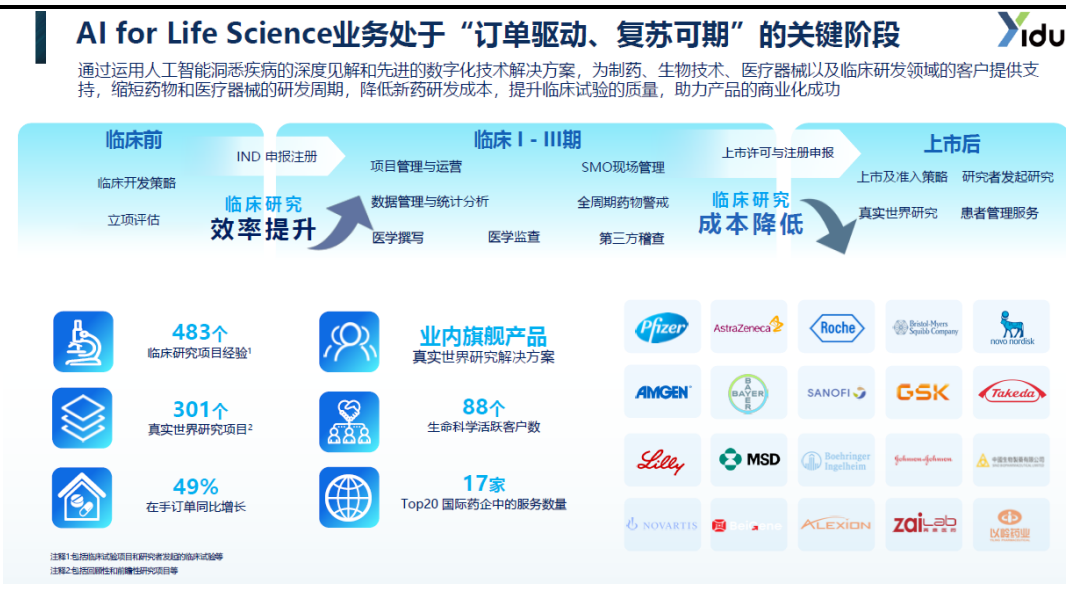 AI for Life Science业务处于“订单驱动、复苏可期”的关键阶段
Yidu
通过运用人工智能洞悉疾病的深度见解和先进的数字化技术解决方案，为制药、生物技术、医疗器械以及临床研发领域的客户提供支
持，缩短药物和医疗器械的研发周期，降低新药研发成本，提升临床试验的质量，助力产品的商业化成功
临床前
临床开发策略
立项评估
IND 申报注册
临床研究
效率提升
临床 I - III期
项目管理与运营
SMO现场管理
数据管理与统计分析
全周期药物警戒
医学撰写
医学监查
第三方稽查
上市许可与注册申报
临床研究
成本降低
上市后
上市及准入策略
研究者发起研究
真实世界研究
患者管理服务
483个
临床研究项目经验1
301个
真实世界研究项目2
49%
在手订单同比增长
业内旗舰产品
真实世界研究解决方案
88个
生命科学活跃客户数
17家
Top20 国际药企中的服务数量
Pfizer
AstraZeneca
Roche
Bristol-Myers
Squibb Company
novo nordisk
AMGEN
BAYER
BAYER
SANOFI
GSK
Takeda
Lilly
MSD
Boehringer
Ingelheim
Johnson-Johnson
NOVARTIS
BeiGene
ALEXION
zaiLab
再鼎医药
以岭药业
注释1:包括临床试验项目和研究者发起的临床试验等
注释2:包括回顾性和前瞻性研究项目等